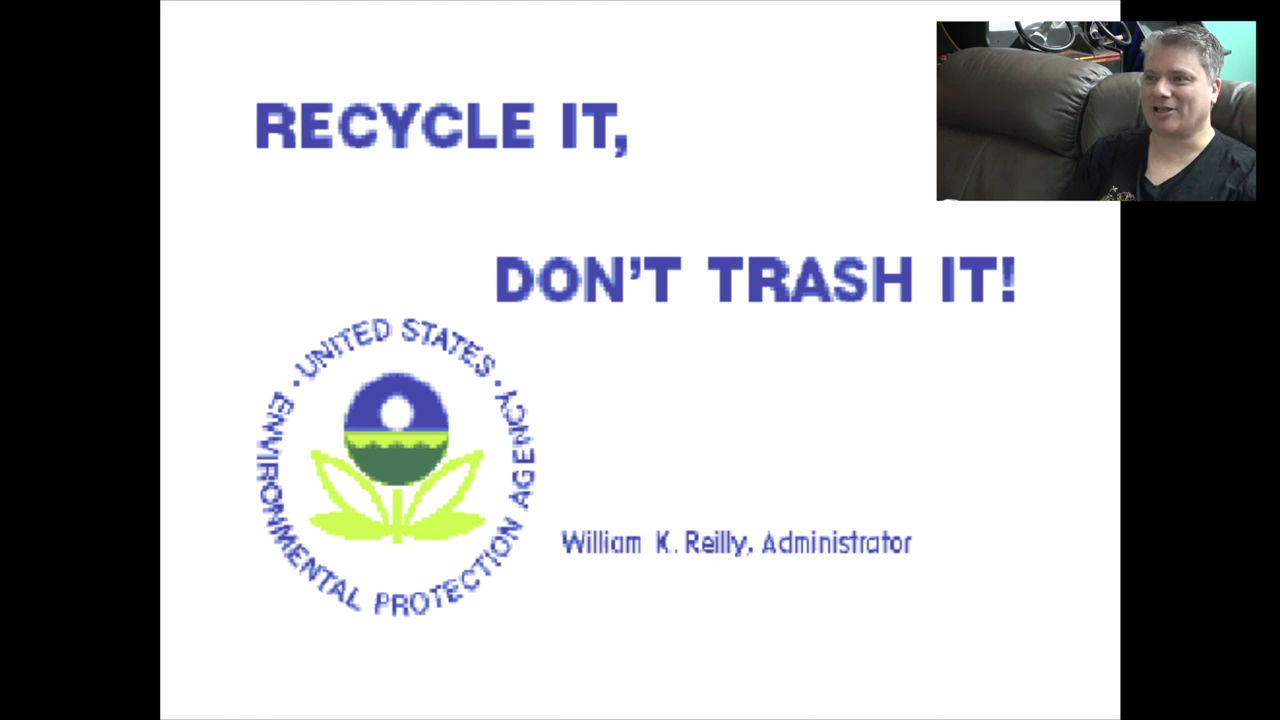 RECYCLE IT,
DON'T TRASH IT!
· UNITED STATES ·
ENVIRONMENTAL PROTECTION AGENCY
William K. Reilly, Administrator